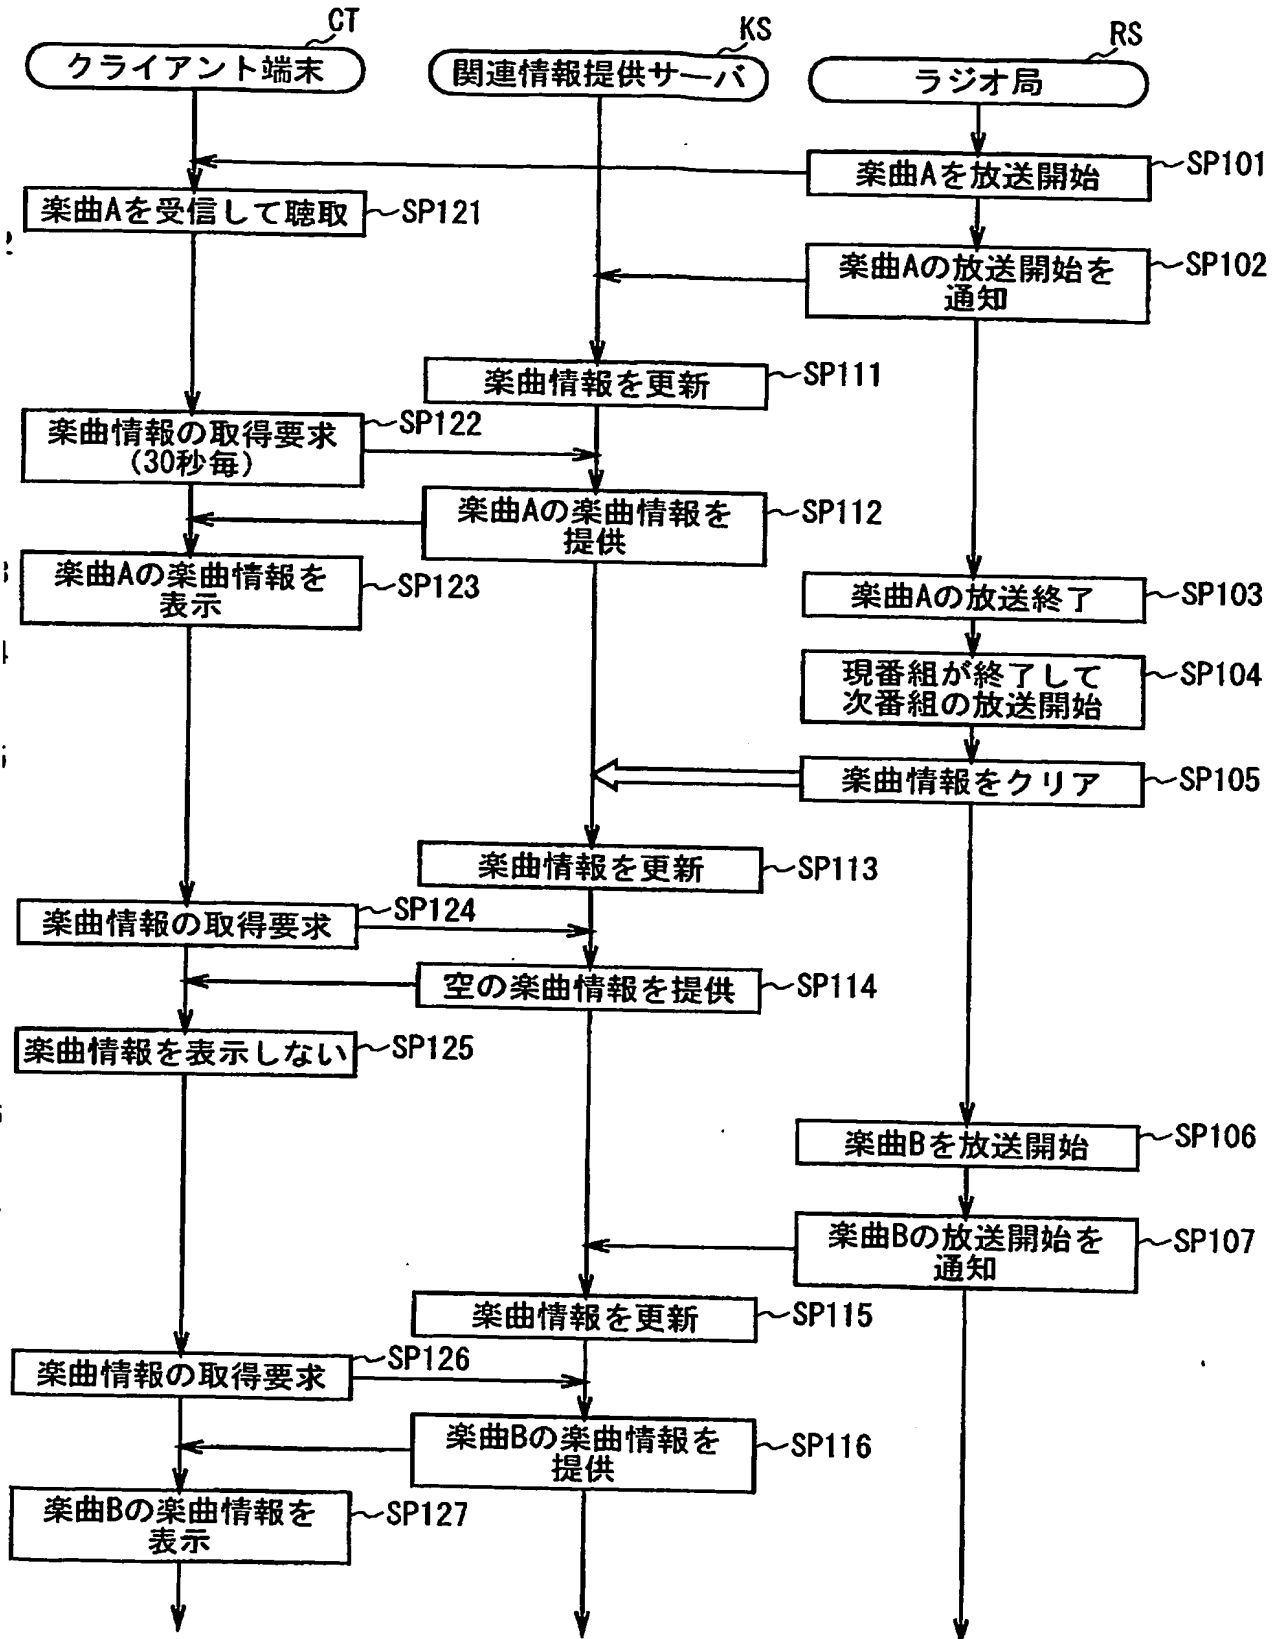 CT
クライアント端末
KS
関連情報提供サーバ
RS
ラジオ局
楽曲Aを放送開始
SP101
楽曲Aを受信して聴取
SP121
楽曲Aの放送開始を
通知
SP102
楽曲情報を更新
SP111
楽曲情報の取得要求
(30秒毎)
SP122
楽曲Aの楽曲情報を
提供
SP112
楽曲Aの楽曲情報を
表示
SP123
楽曲Aの放送終了
SP103
現番組が終了して
次番組の放送開始
SP104
楽曲情報をクリア
SP105
楽曲情報を更新
SP113
楽曲情報の取得要求
SP124
空の楽曲情報を提供
SP114
楽曲情報を表示しない
SP125
楽曲Bを放送開始
SP106
楽曲Bの放送開始を
通知
SP107
楽曲情報を更新
SP115
楽曲情報の取得要求
SP126
楽曲Bの楽曲情報を
提供
SP116
楽曲Bの楽曲情報を
表示
SP127